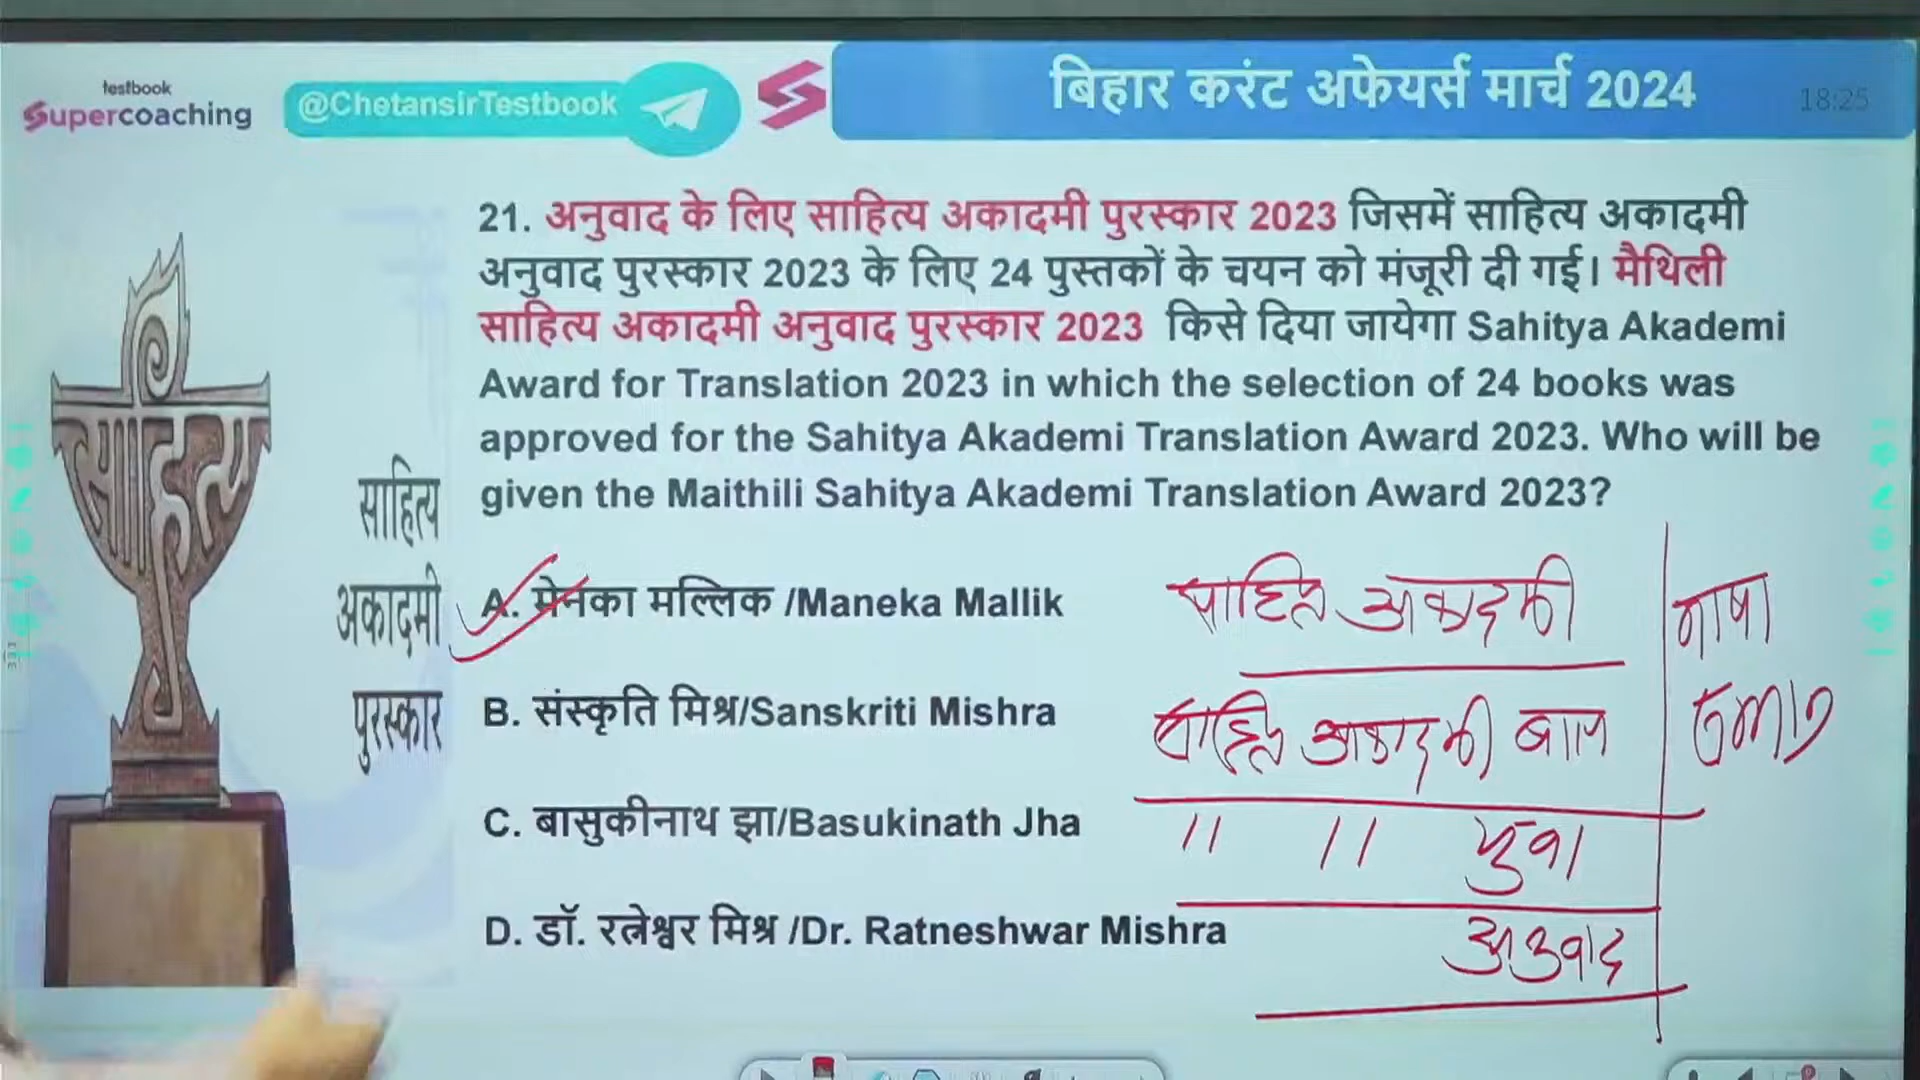 testbook
Supercoaching
@ChetansirTestbook
बिहार करंट अफेयर्स मार्च 2024
18:25
21. अनुवाद के लिए साहित्य अकादमी पुरस्कार 2023 जिसमें साहित्य अकादमी
अनुवाद पुरस्कार 2023 के लिए 24 पुस्तकों के चयन को मंजूरी दी गई। मैथिली
साहित्य अकादमी अनुवाद पुरस्कार 2023 किसे दिया जायेगा Sahitya Akademi
Award for Translation 2023 in which the selection of 24 books was
approved for the Sahitya Akademi Translation Award 2023. Who will be
given the Maithili Sahitya Akademi Translation Award 2023?
साहित्य
साहित्य
अकादमी
पुरस्कार
A. मेनका मल्लिक /Maneka Mallik
B. संस्कृति मिश्र/Sanskriti Mishra
C. बासुकीनाथ झा/Basukinath Jha
D. डॉ. रत्नेश्वर मिश्र /Dr. Ratneshwar Mishra
साहित्य अकादमी
साहित्य अकादमी बाल
" " युवा
अनुवाद
भाषा